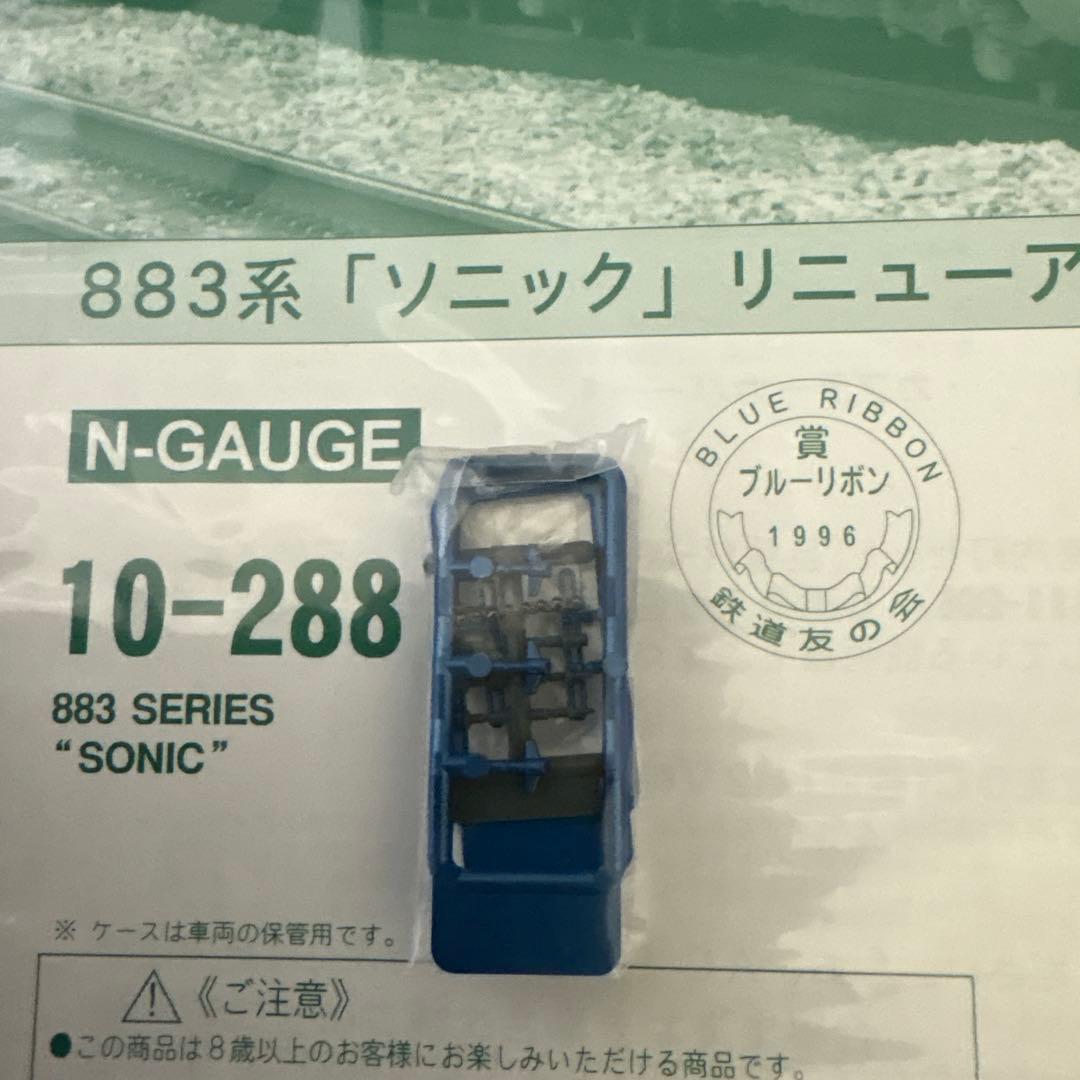 883系「ソニック」リニューア
N-GAUGE
10-288
883 SERIES
“SONIC”
BLUE RIBBON
賞
ブルーリボン
1996
鉄道友の会
※ ケースは車両の保管用です。
《ご注意》
●この商品は8歳以上のお客様にお楽しみいただける商品です。